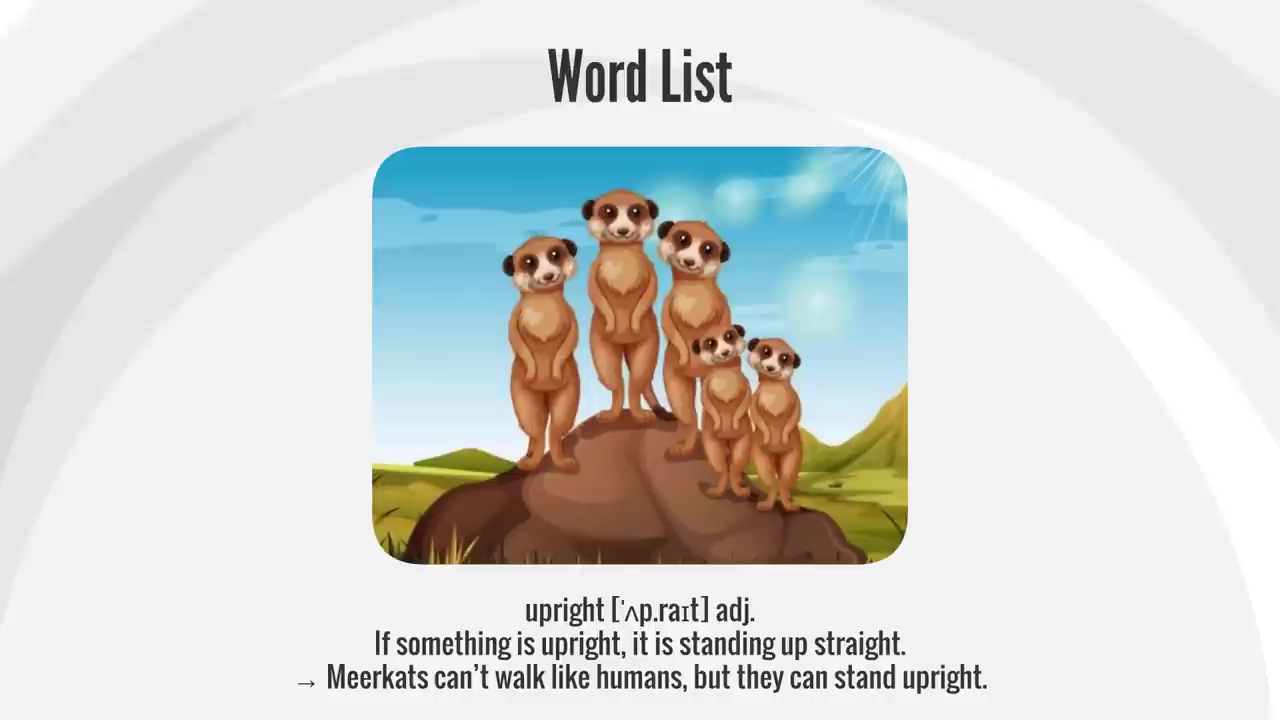 Word List
upright [ˈʌp.raɪt] adj.
If something is upright, it is standing up straight.
→ Meerkats can’t walk like humans, but they can stand upright.